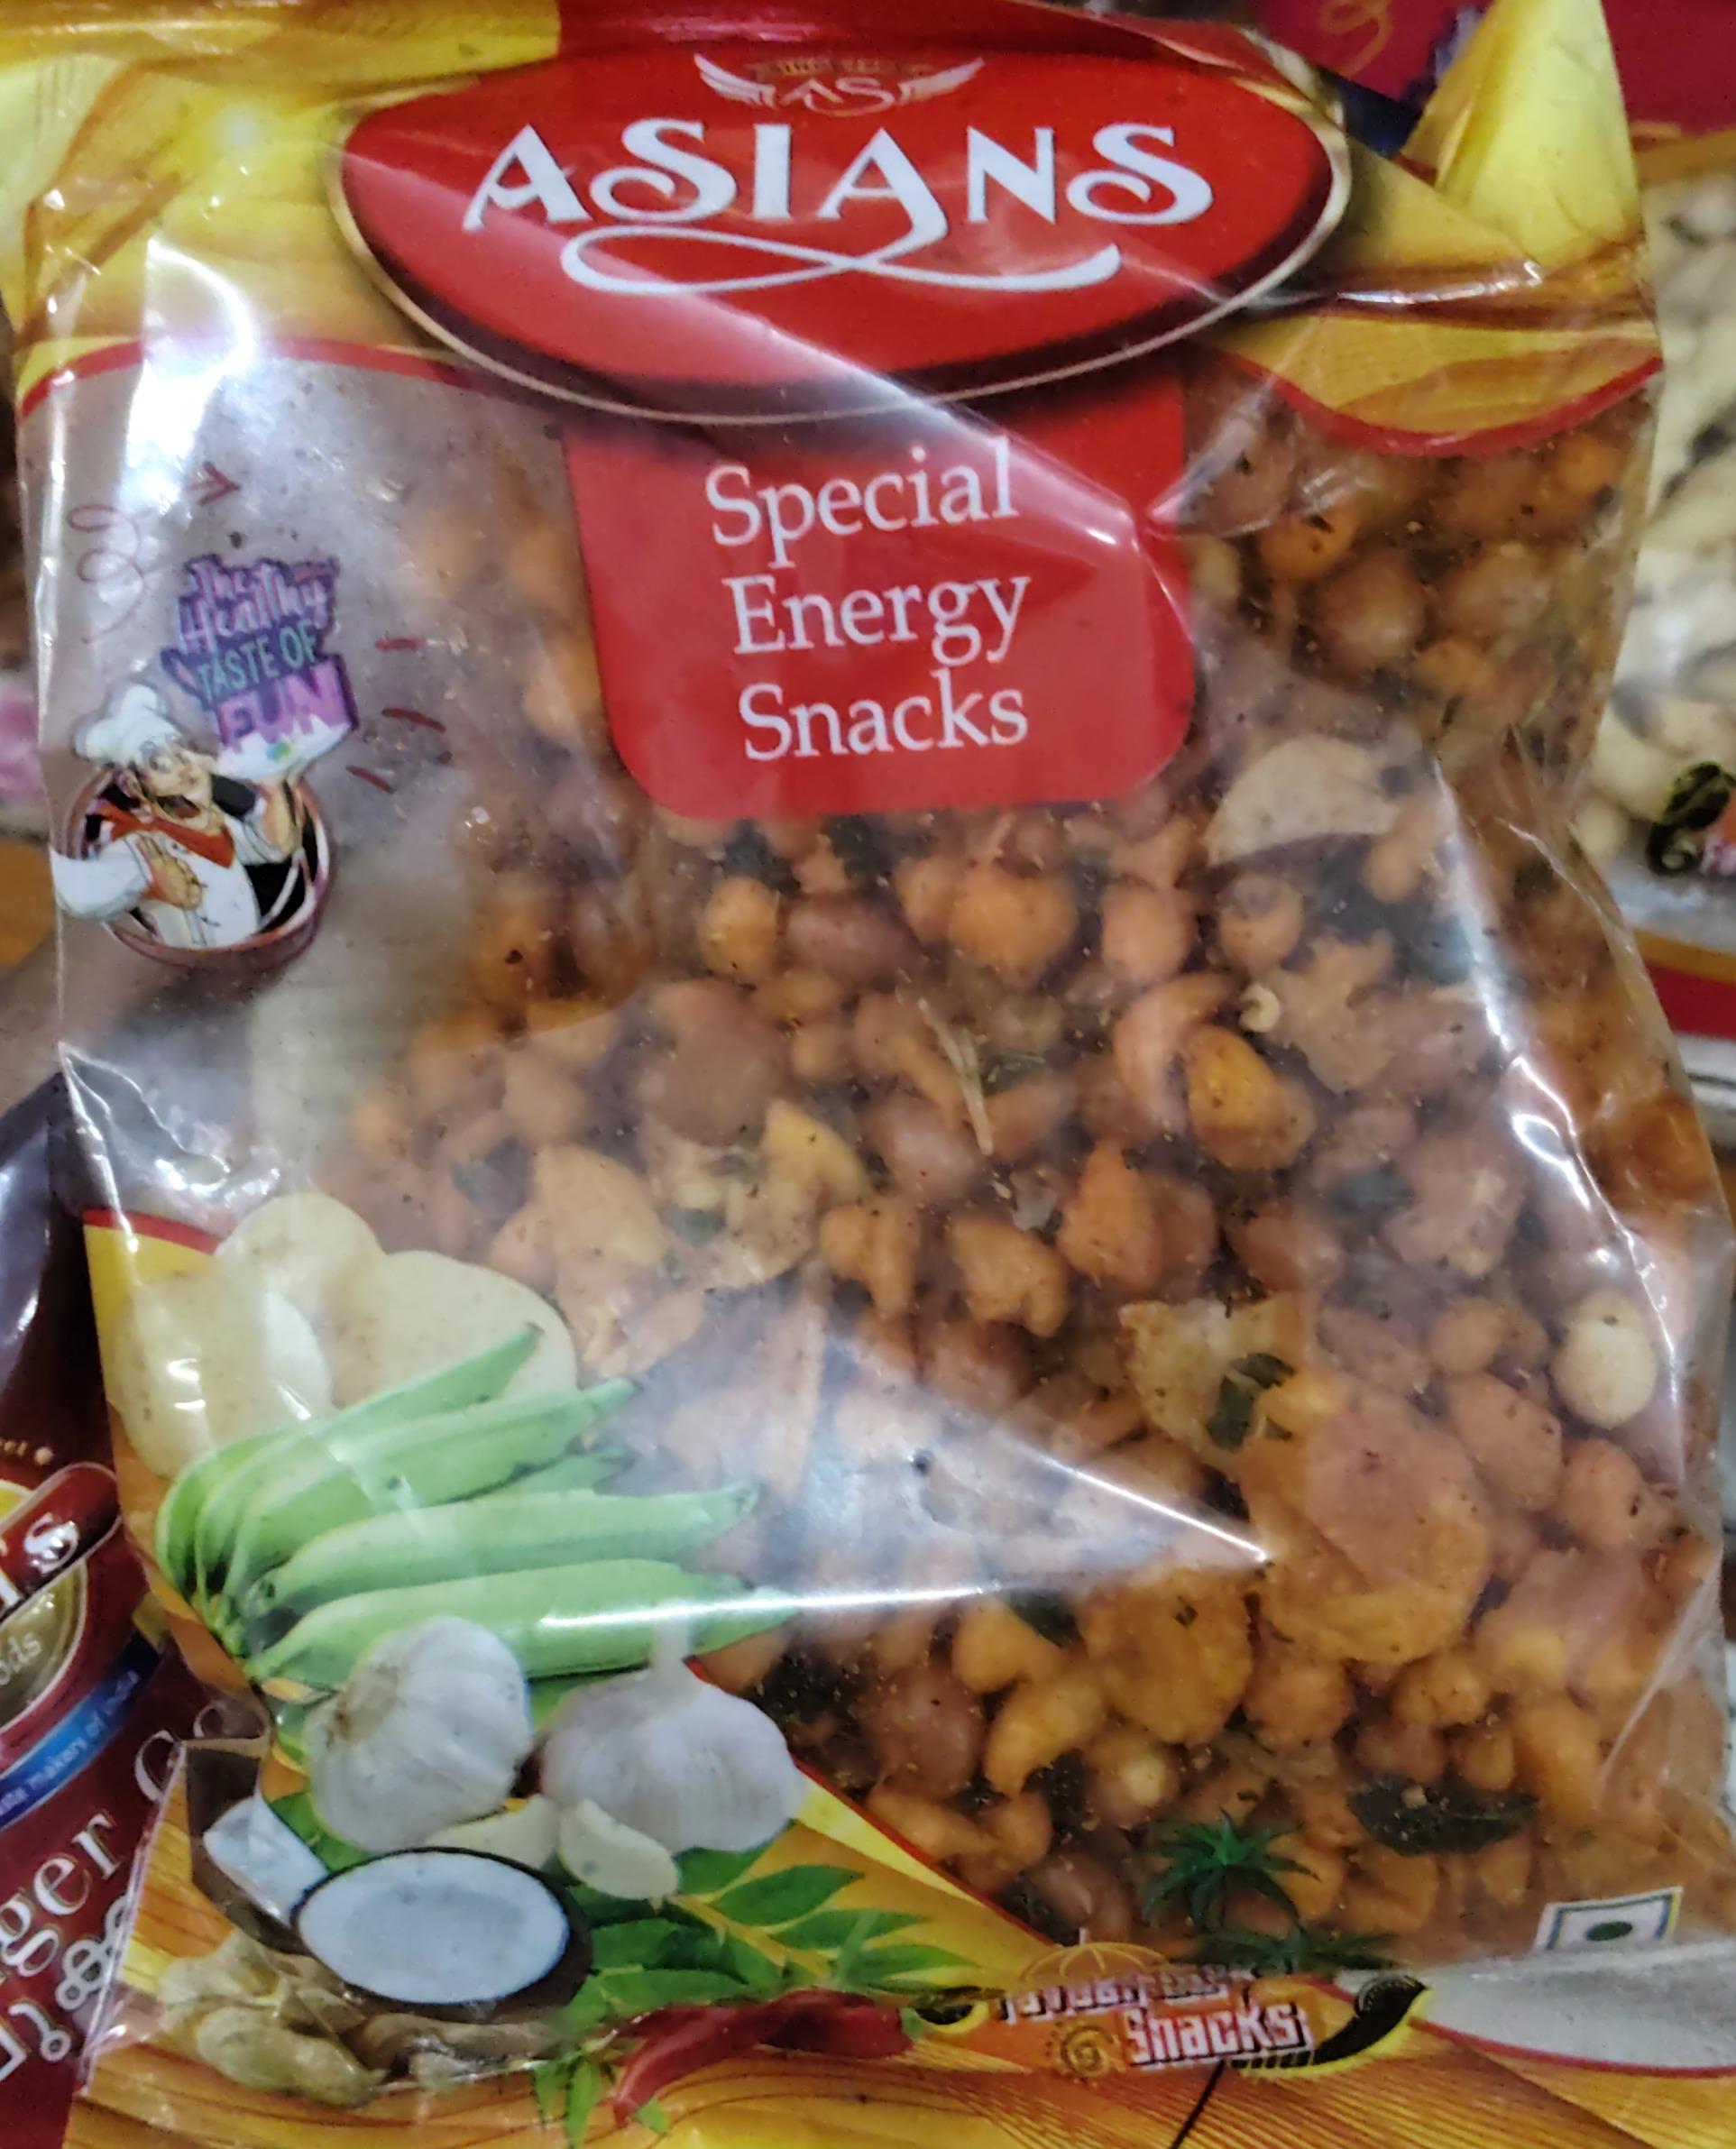 AS
ASIANS
Special
Energy
Snacks
The
Healthy
TASTE OF
FUN
Snacks